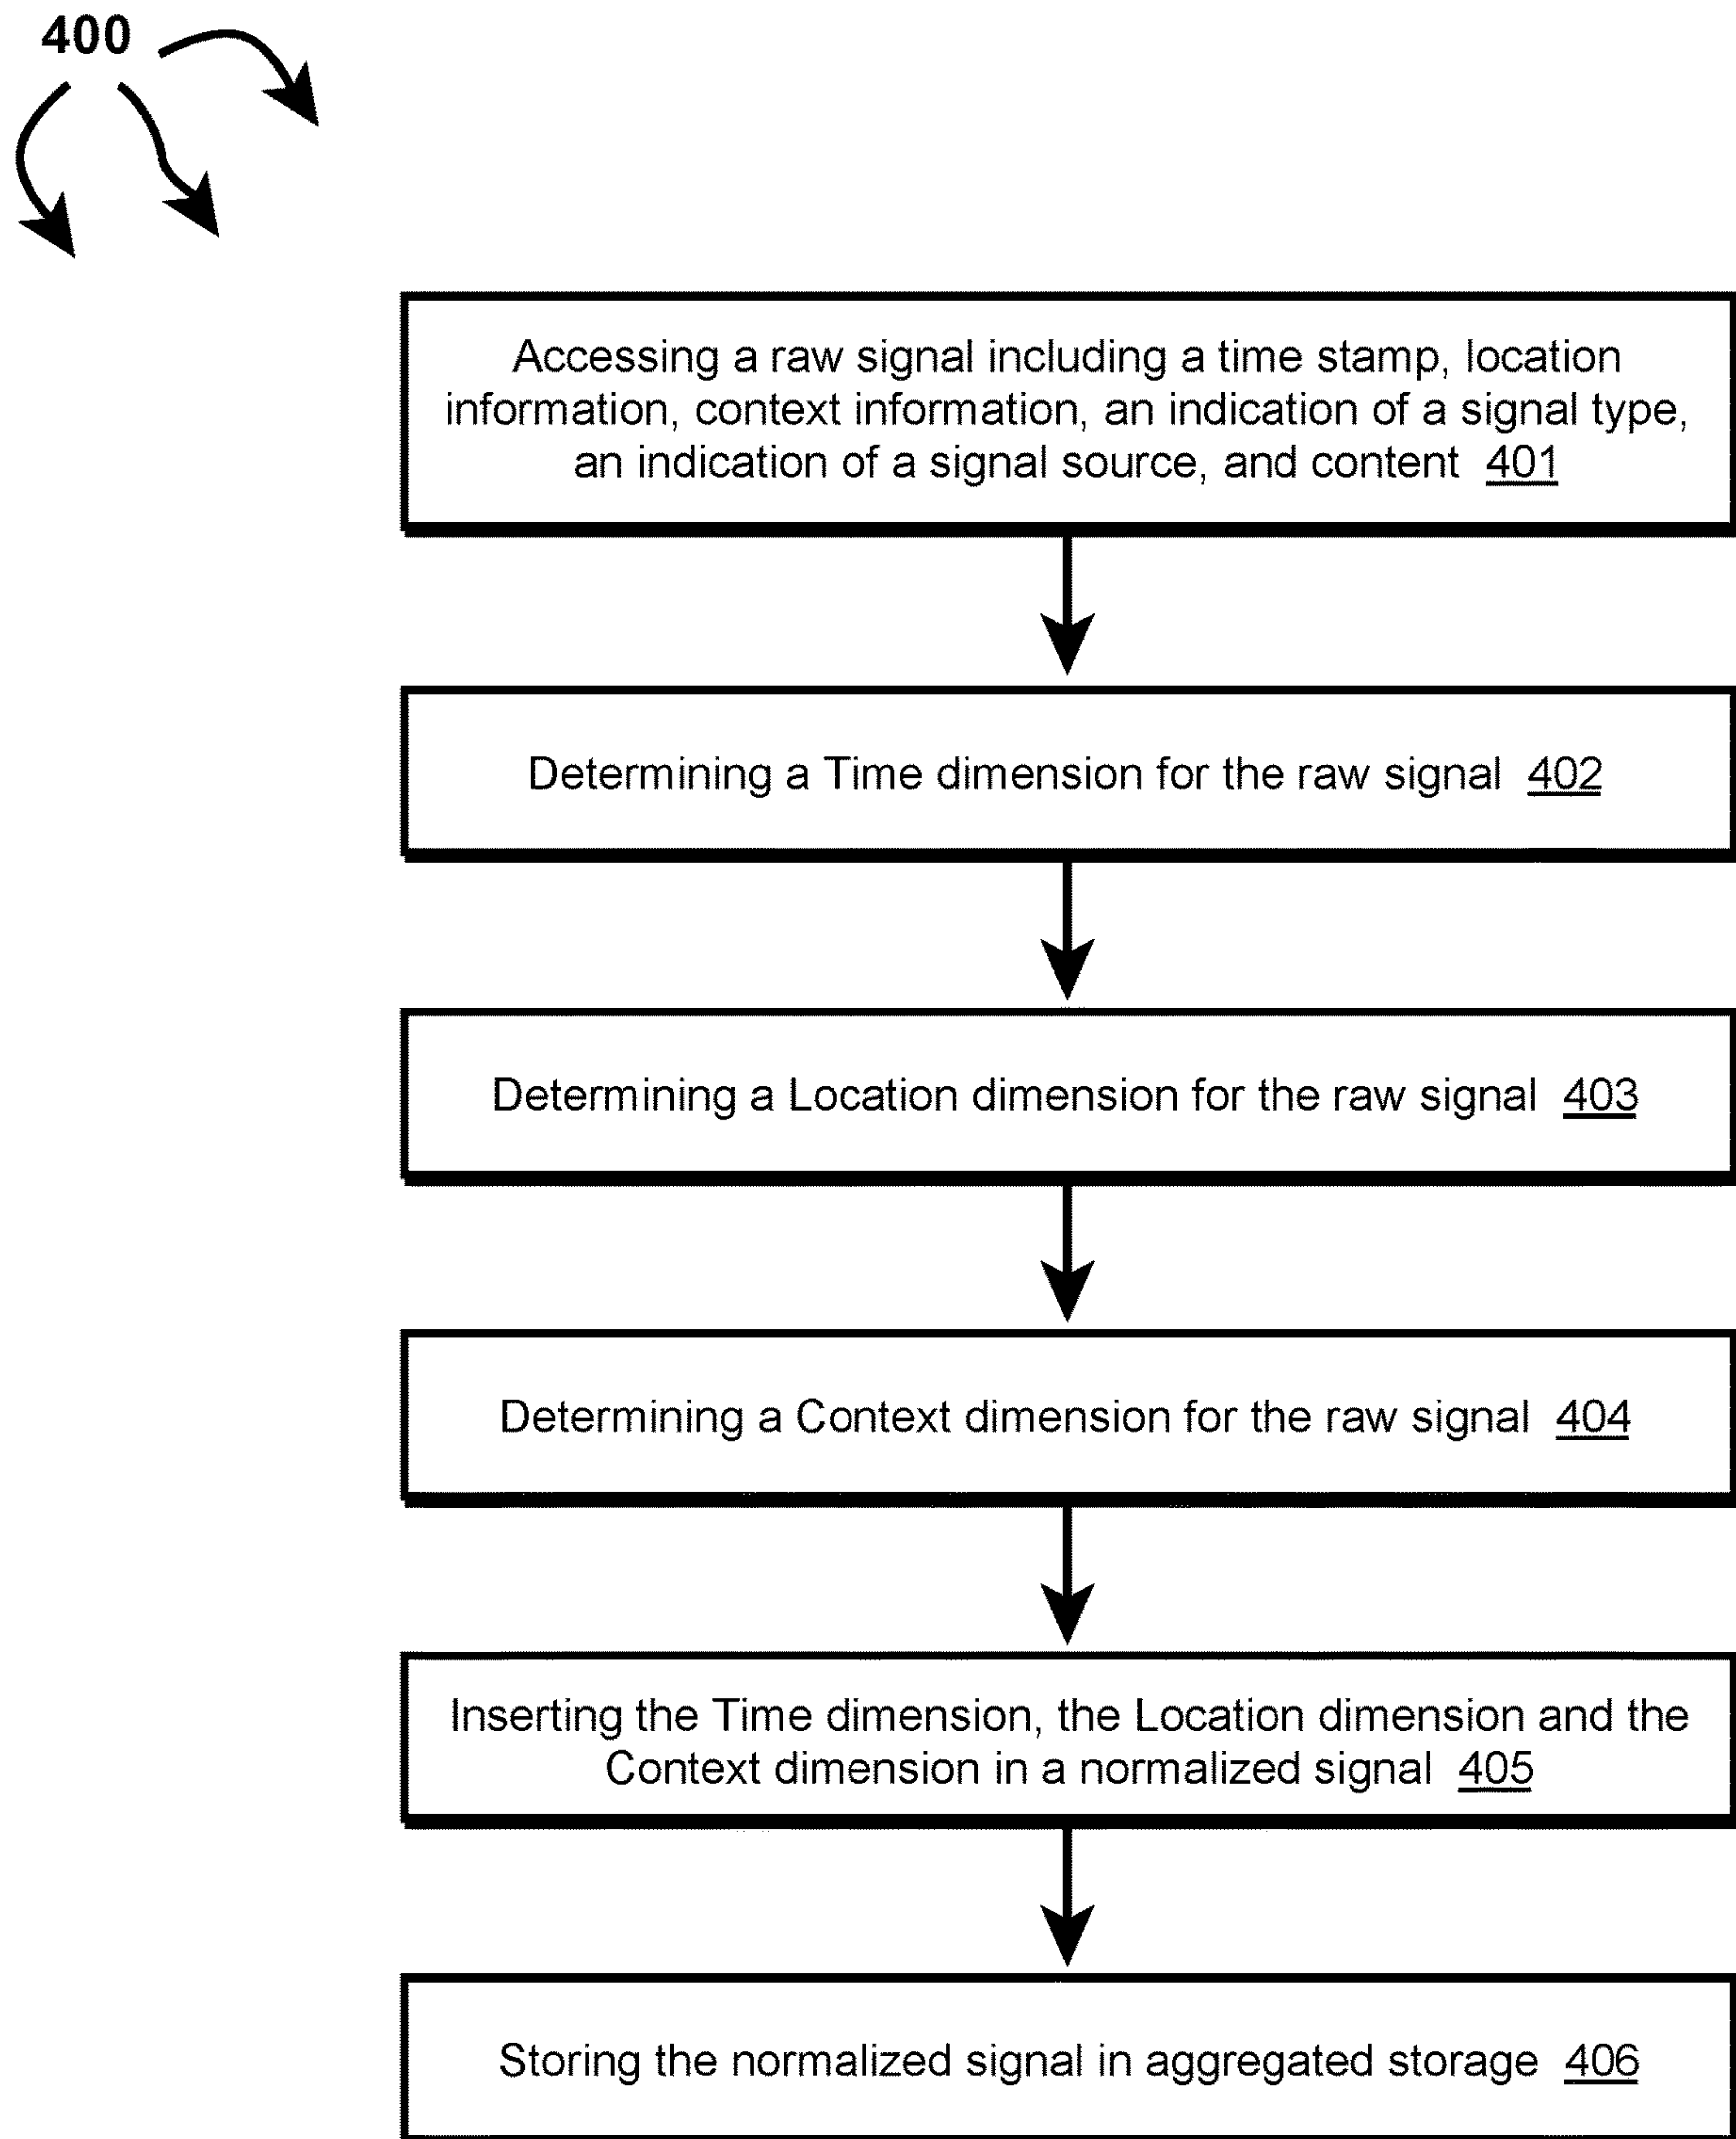 400
Accessing a raw signal including a time stamp, location
information, context information, an indication of a signal type,
an indication of a signal source, and content 401
Determining a Time dimension for the raw signal 402
Determining a Location dimension for the raw signal 403
Determining a Context dimension for the raw signal 404
Inserting the Time dimension, the Location dimension and the
Context dimension in a normalized signal 405
Storing the normalized signal in aggregated storage 406